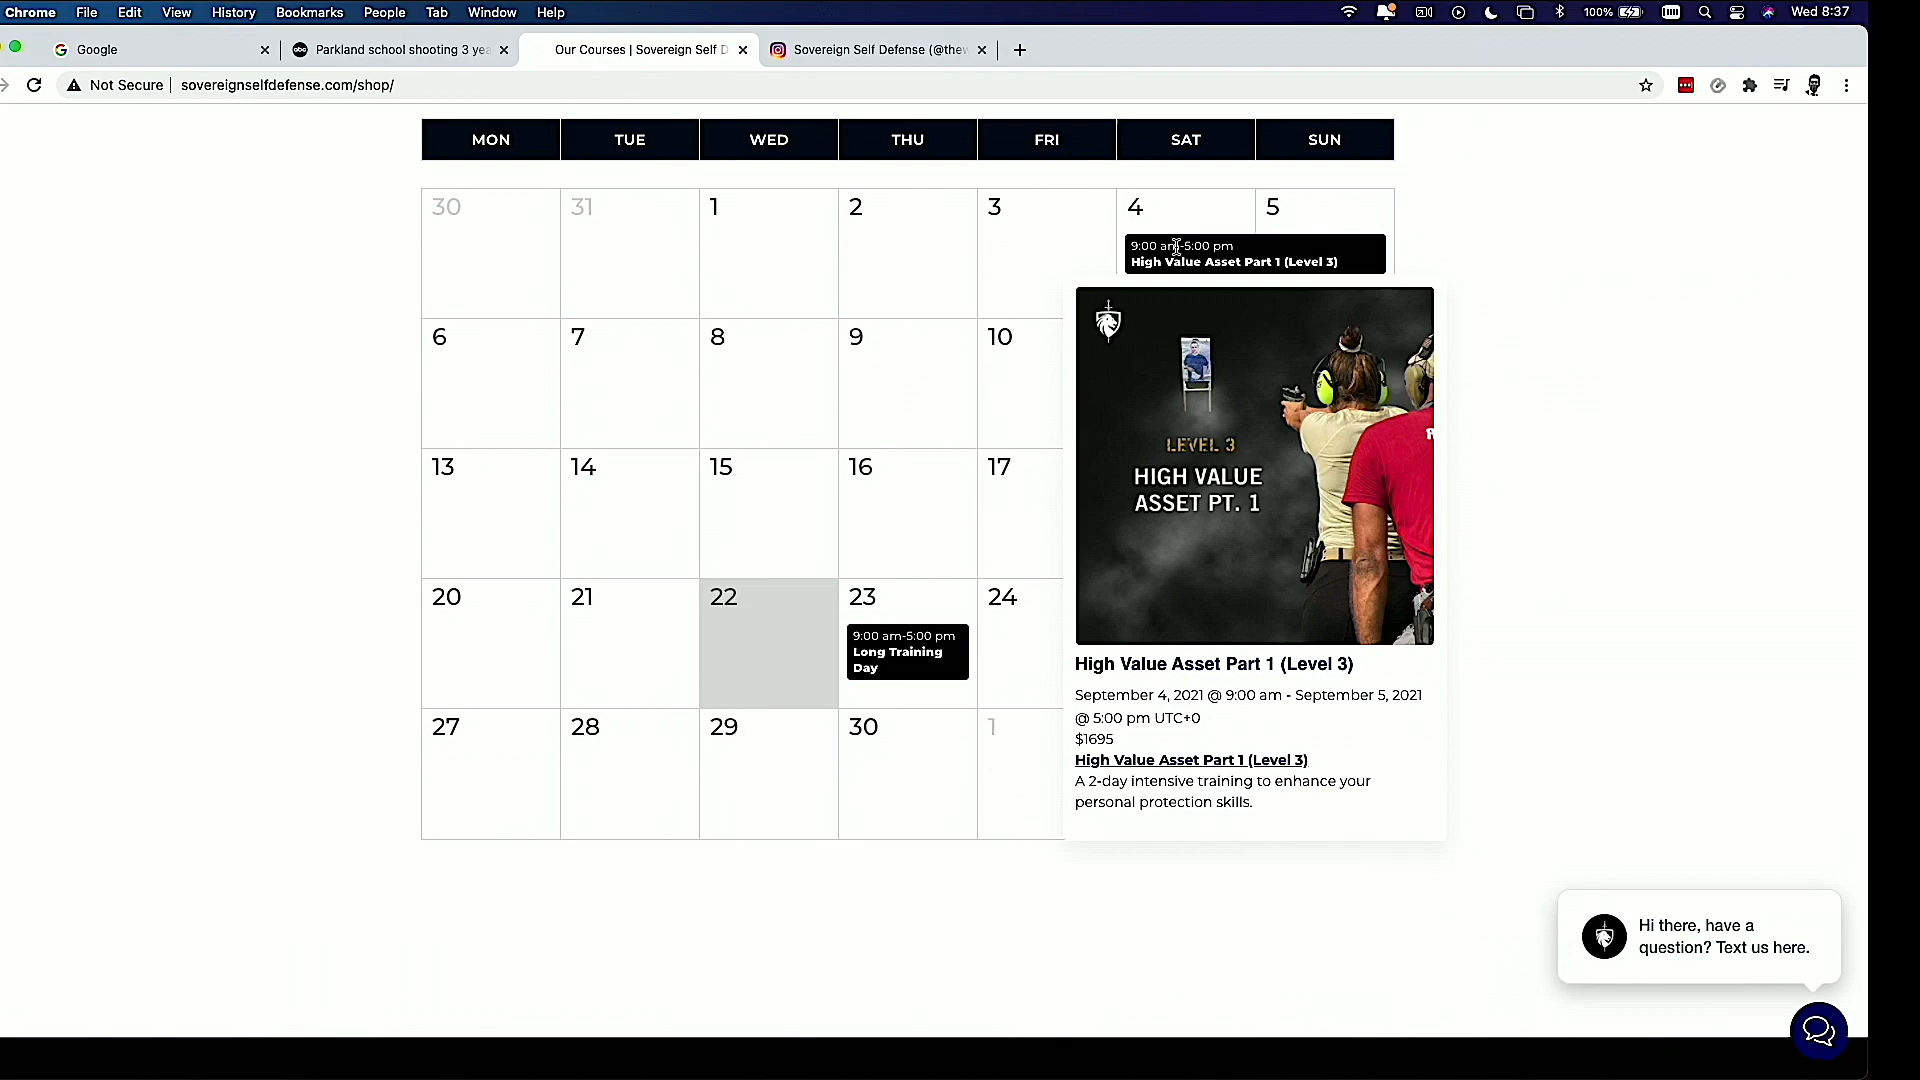 Chrome File Edit View History Bookmarks People Tab Window Help 100% Wed 8:37
Google Parkland school shooting 3 yea Our Courses | Sovereign Self D Sovereign Self Defense (@thew
Not Secure sovereignselfdefense.com/shop/
MON TUE WED THU FRI SAT SUN
30 31 1 2 3 4 5
9:00 am-5:00 pm
High Value Asset Part 1 (Level 3)
6 7 8 9 10
LEVEL 3
HIGH VALUE
ASSET PT. 1
13 14 15 16 17
20 21 22 23 24
9:00 am-5:00 pm
Long Training
Day
High Value Asset Part 1 (Level 3)
September 4, 2021 @ 9:00 am - September 5, 2021
@ 5:00 pm UTC+0
$1695
High Value Asset Part 1 (Level 3)
A 2-day intensive training to enhance your
personal protection skills.
27 28 29 30 1
Hi there, have a
question? Text us here.